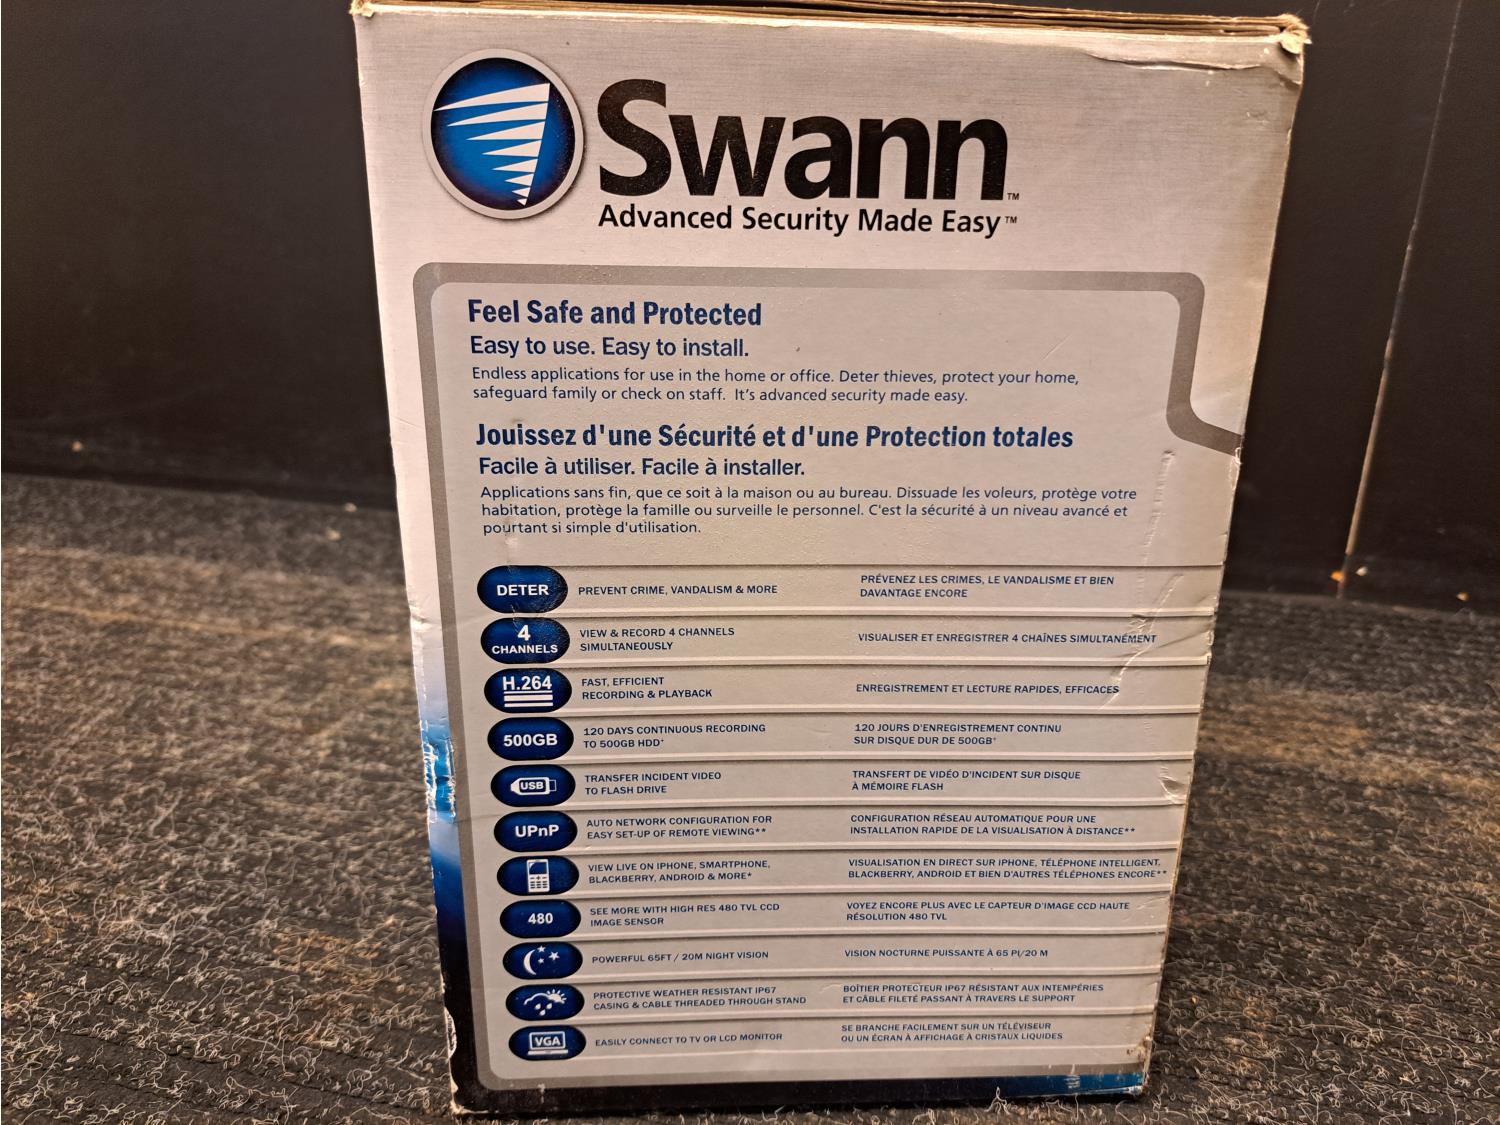 Swann™
Advanced Security Made Easy™
Feel Safe and Protected
Easy to use. Easy to install.
Endless applications for use in the home or office. Deter thieves, protect your home,
safeguard family or check on staff. It's advanced security made easy.
Jouissez d'une Sécurité et d'une Protection totales
Facile à utiliser. Facile à installer.
Applications sans fin, que ce soit à la maison ou au bureau. Dissuade les voleurs, protège votre
habitation, protège la famille ou surveille le personnel. C'est la sécurité à un niveau avancé et
pourtant si simple d'utilisation.
DETER
PREVENT CRIME, VANDALISM & MORE
PRÉVENEZ LES CRIMES, LE VANDALISME ET BIEN
DAVANTAGE ENCORE
4
CHANNELS
VIEW & RECORD 4 CHANNELS
SIMULTANEOUSLY
VISUALISER ET ENREGISTRER 4 CHAÎNES SIMULTANÉMENT
H.264
FAST, EFFICIENT
RECORDING & PLAYBACK
ENREGISTREMENT ET LECTURE RAPIDES, EFFICACES
500GB
120 DAYS CONTINUOUS RECORDING
TO 500GB HDD+
120 JOURS D'ENREGISTREMENT CONTINU
SUR DISQUE DUR DE 500GB+
USB
TRANSFER INCIDENT VIDEO
TO FLASH DRIVE
TRANSFERT DE VIDÉO D'INCIDENT SUR DISQUE
À MÉMOIRE FLASH
UPnP
AUTO NETWORK CONFIGURATION FOR
EASY SET-UP OF REMOTE VIEWING**
CONFIGURATION RÉSEAU AUTOMATIQUE POUR UNE
INSTALLATION RAPIDE DE LA VISUALISATION À DISTANCE**
VIEW LIVE ON IPHONE, SMARTPHONE,
BLACKBERRY, ANDROID & MORE*
VISUALISATION EN DIRECT SUR IPHONE, TÉLÉPHONE INTELLIGENT,
BLACKBERRY, ANDROID ET BIEN D'AUTRES TÉLÉPHONES ENCORE**
480
SEE MORE WITH HIGH RES 480 TVL CCD
IMAGE SENSOR
VOYEZ ENCORE PLUS AVEC LE CAPTEUR D'IMAGE CCD HAUTE
RÉSOLUTION 480 TVL
POWERFUL 65FT / 20M NIGHT VISION
VISION NOCTURNE PUISSANTE À 65 PI/20 M
PROTECTIVE WEATHER RESISTANT IP67
CASING & CABLE THREADED THROUGH STAND
BOÎTIER PROTECTEUR IP67 RÉSISTANT AUX INTEMPÉRIES
ET CÂBLE FILETÉ PASSANT À TRAVERS LE SUPPORT
VGA
EASILY CONNECT TO TV OR LCD MONITOR
SE BRANCHE FACILEMENT SUR UN TÉLÉVISEUR
OU UN ÉCRAN À AFFICHAGE À CRISTAUX LIQUIDES